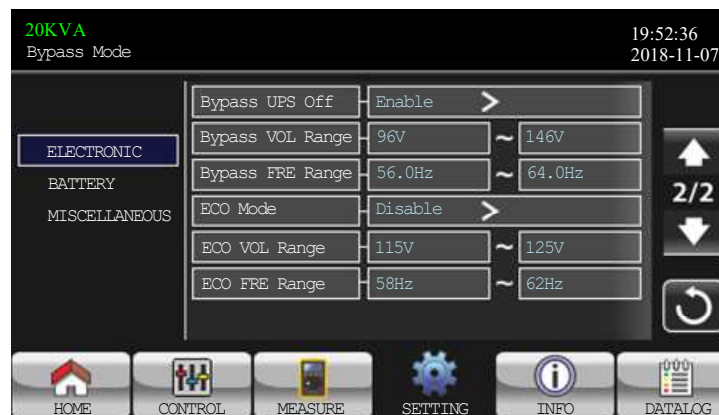 20KVA
19:52:36
Bypass Mode
2018-11-07
Bypass UPS Off Enable >
Bypass VOL Range 96V ~ 146V
ELECTRONIC
Bypass FRE Range 56.0Hz ~ 64.0Hz
BATTERY
2/2
ECO Mode Disable >
MISCELLANEOUS
ECO VOL Range 115V ~ 125V
ECO FRE Range 58Hz ~ 62Hz
HOME CONTROL MEASURE SETTING INFO DATALOG